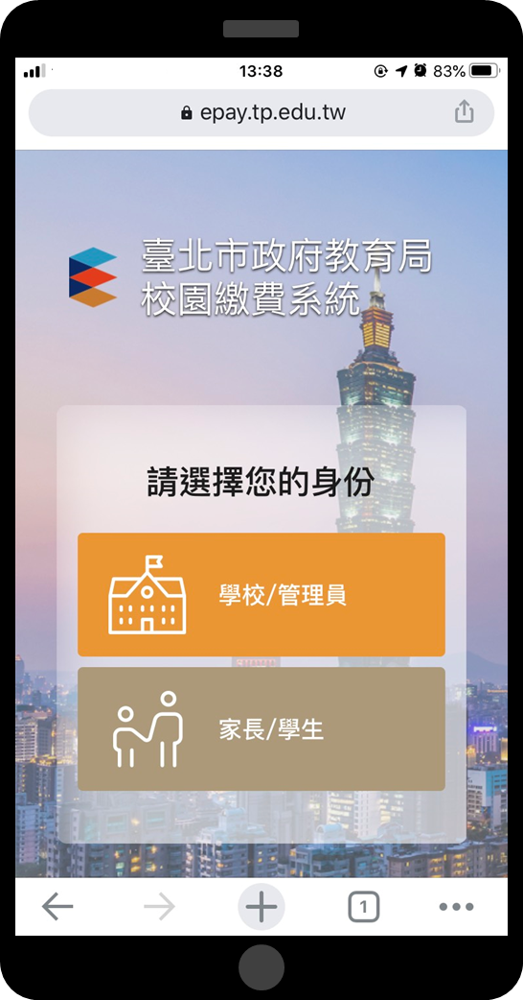 13:38
83%
epay.tp.edu.tw
臺北市政府教育局
校園繳費系統
請選擇您的身份
學校/管理員
家長/學生
1